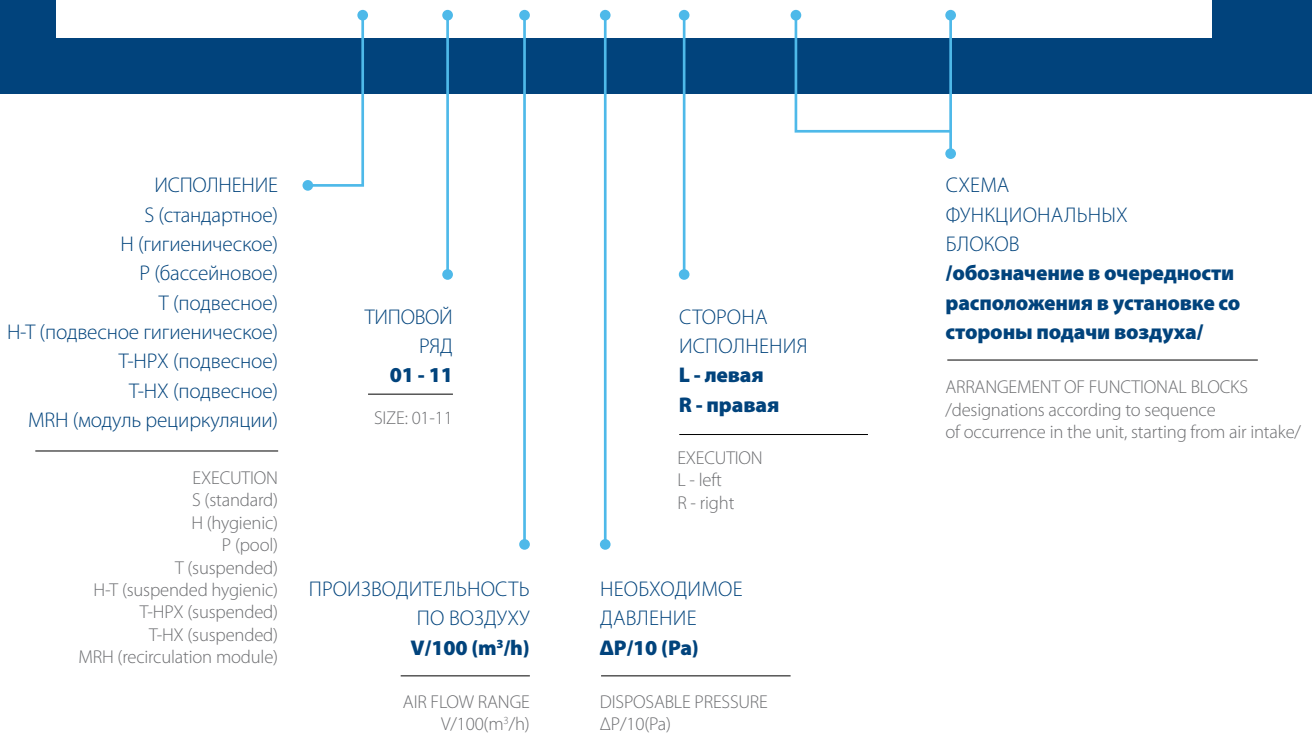 ИСПОЛНЕНИЕ
S (стандартное)
H (гигиеническое)
P (бассейновое)
T (подвесное)
H-T (подвесное гигиеническое)
T-HPX (подвесное)
T-HX (подвесное)
MRH (модуль рециркуляции)
EXECUTION
S (standard)
H (hygienic)
P (pool)
T (suspended)
H-T (suspended hygienic)
T-HPX (suspended)
T-HX (suspended)
MRH (recirculation module)
ТИПОВОЙ
РЯД
01 - 11
SIZE: 01-11
ПРОИЗВОДИТЕЛЬНОСТЬ
ПО ВОЗДУХУ
V/100 (m³/h)
AIR FLOW RANGE
V/100(m³/h)
НЕОБХОДИМОЕ
ДАВЛЕНИЕ
ΔP/10 (Pa)
DISPOSABLE PRESSURE
ΔP/10(Pa)
СТОРОНА
ИСПОЛНЕНИЯ
L - левая
R - правая
EXECUTION
L - left
R - right
СХЕМА
ФУНКЦИОНАЛЬНЫХ
БЛОКОВ
/обозначение в очередности
расположения в установке со
стороны подачи воздуха/
ARRANGEMENT OF FUNCTIONAL BLOCKS
/designations according to sequence
of occurrence in the unit, starting from air intake/